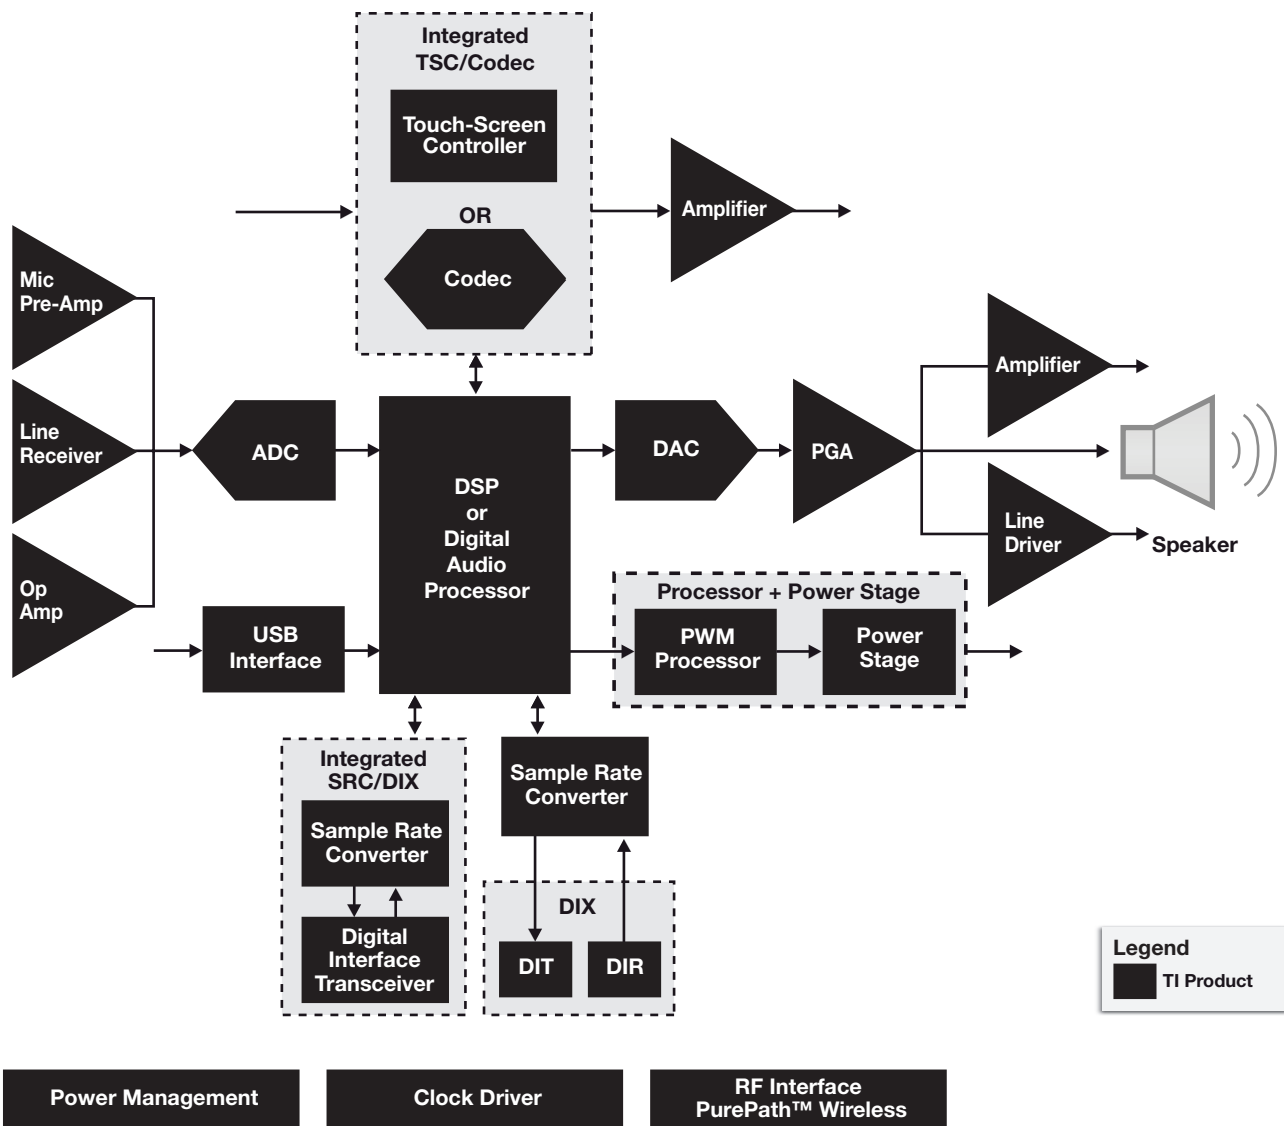 Integrated
TSC/Codec
Touch-Screen
Controller
OR
Codec
Amplifier
Mic
Pre-Amp
Line
Receiver
Op
Amp
ADC
USB
Interface
DSP
or
Digital
Audio
Processor
DAC
PGA
Amplifier
Line
Driver
Speaker
Processor + Power Stage
PWM
Processor
Power
Stage
Integrated
SRC/DIX
Sample Rate
Converter
Digital
Interface
Transceiver
Sample Rate
Converter
DIX
DIT
DIR
Legend
TI Product
Power Management
Clock Driver
RF Interface
PurePath™ Wireless